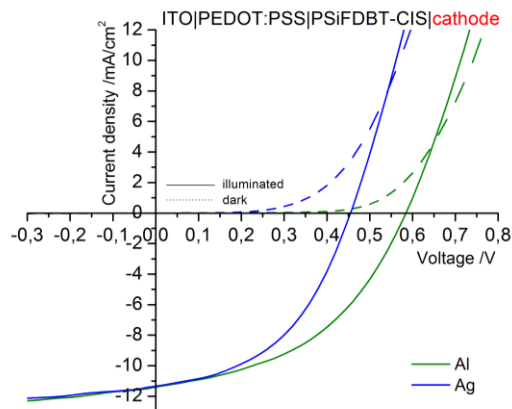 ITO|PEDOT:PSS|PSiFDBT-CIS|cathode
Current density /mA/cm²
12
10
8
6
4
2
0
-2
-4
-6
-8
-10
-12
illuminated
dark
-0,3 -0,2 -0,1 0,0 0,1 0,2 0,3 0,4 0,5 0,6 0,7 0,8
Voltage /V
Al
Ag